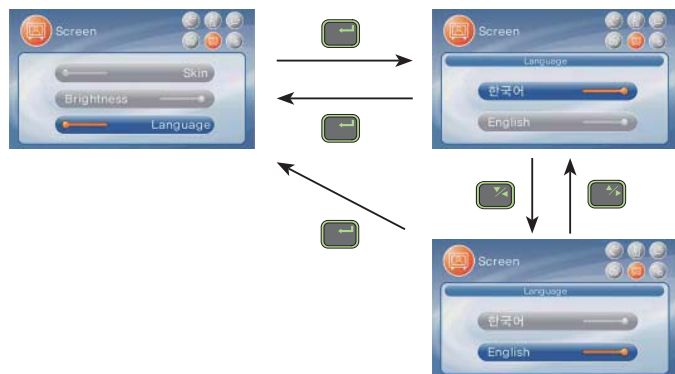 Screen
Skin
Brightness
Language
Screen
Language
한국어
English
Screen
Language
한국어
English